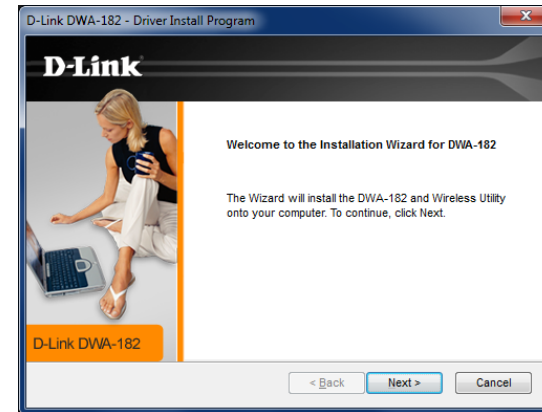 D-Link DWA-182 - Driver Install Program
D-Link
Welcome to the Installation Wizard for DWA-182
The Wizard will install the DWA-182 and Wireless Utility
onto your computer. To continue, click Next.
D-Link DWA-182
< Back Next > Cancel